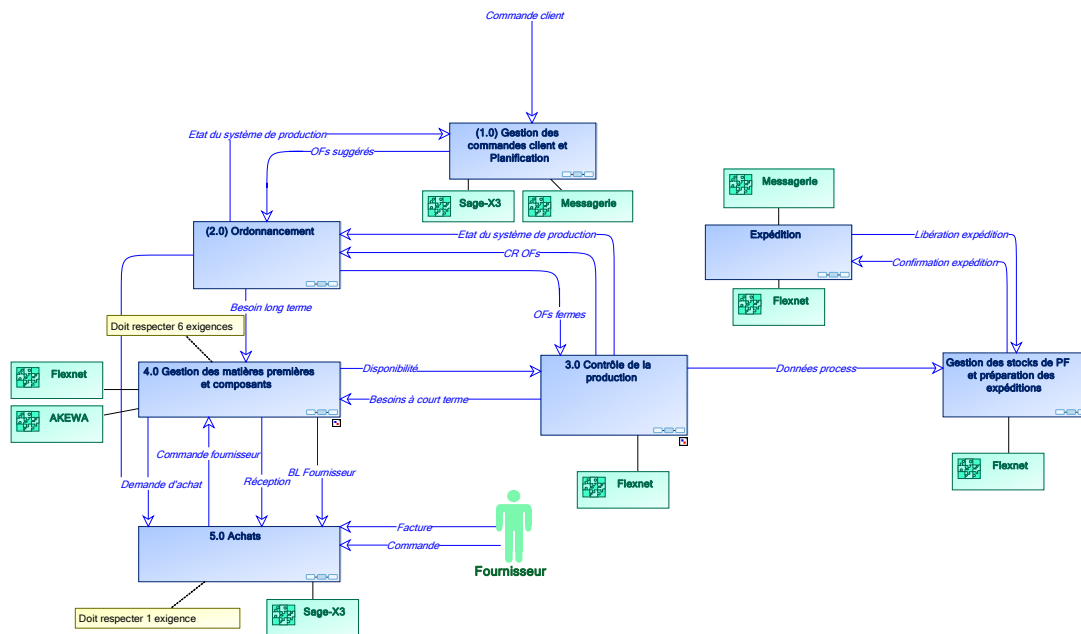 Commande client
Etat du système de production
(1.0) Gestion des
commandes client et
Planification
OFs suggérés
Sage-X3
Messagerie
Messagerie
(2.0) Ordonnancement
Etat du système de production
CR OFs
Expédition
Libération expédition
Confirmation expédition
Flexnet
Besoin long terme
OFs fermes
Doit respecter 6 exigences
Flexnet
AKEWA
4.0 Gestion des matières premières
et composants
Disponibilité
Besoins à court terme
3.0 Contrôle de la
production
Données process
Gestion des stocks de PF
et préparation des
expéditions
Commande fournisseur
Demande d'achat
Réception
BL Fournisseur
Flexnet
Flexnet
5.0 Achats
Facture
Commande
Fournisseur
Doit respecter 1 exigence
Sage-X3